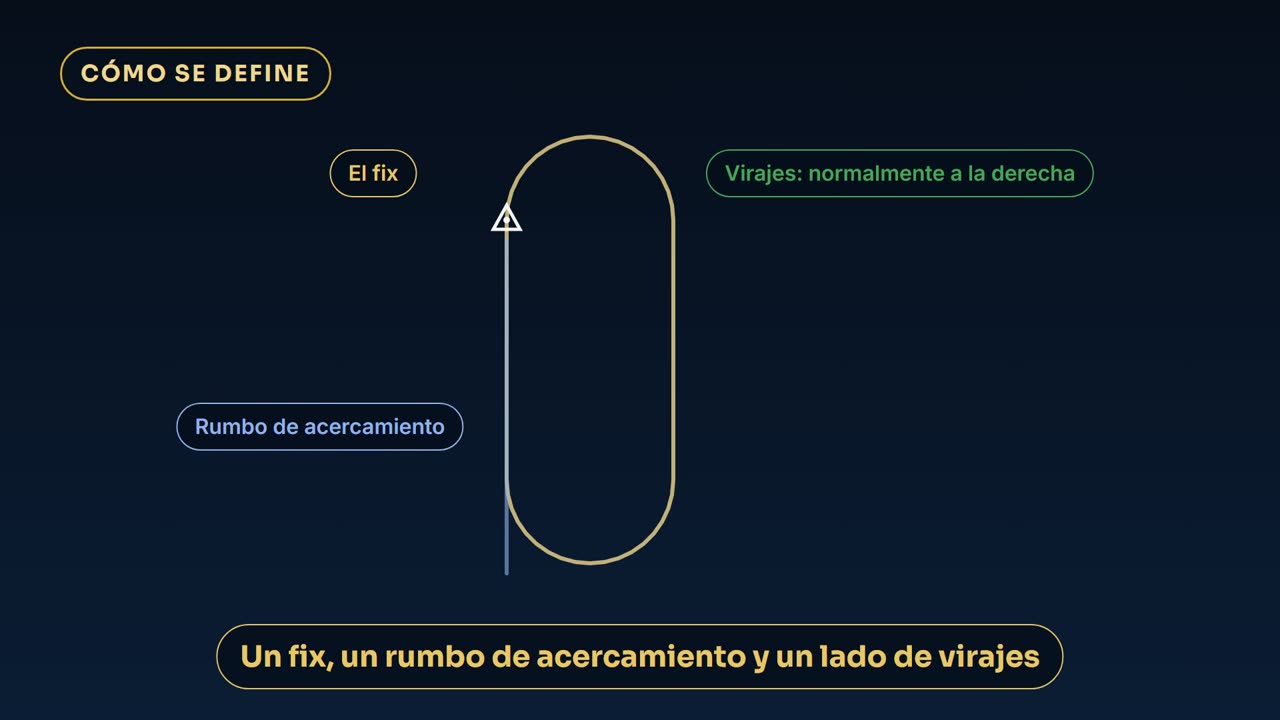 CÓMO SE DEFINE
El fix
Virajes: normalmente a la derecha
Rumbo de acercamiento
Un fix, un rumbo de acercamiento y un lado de virajes